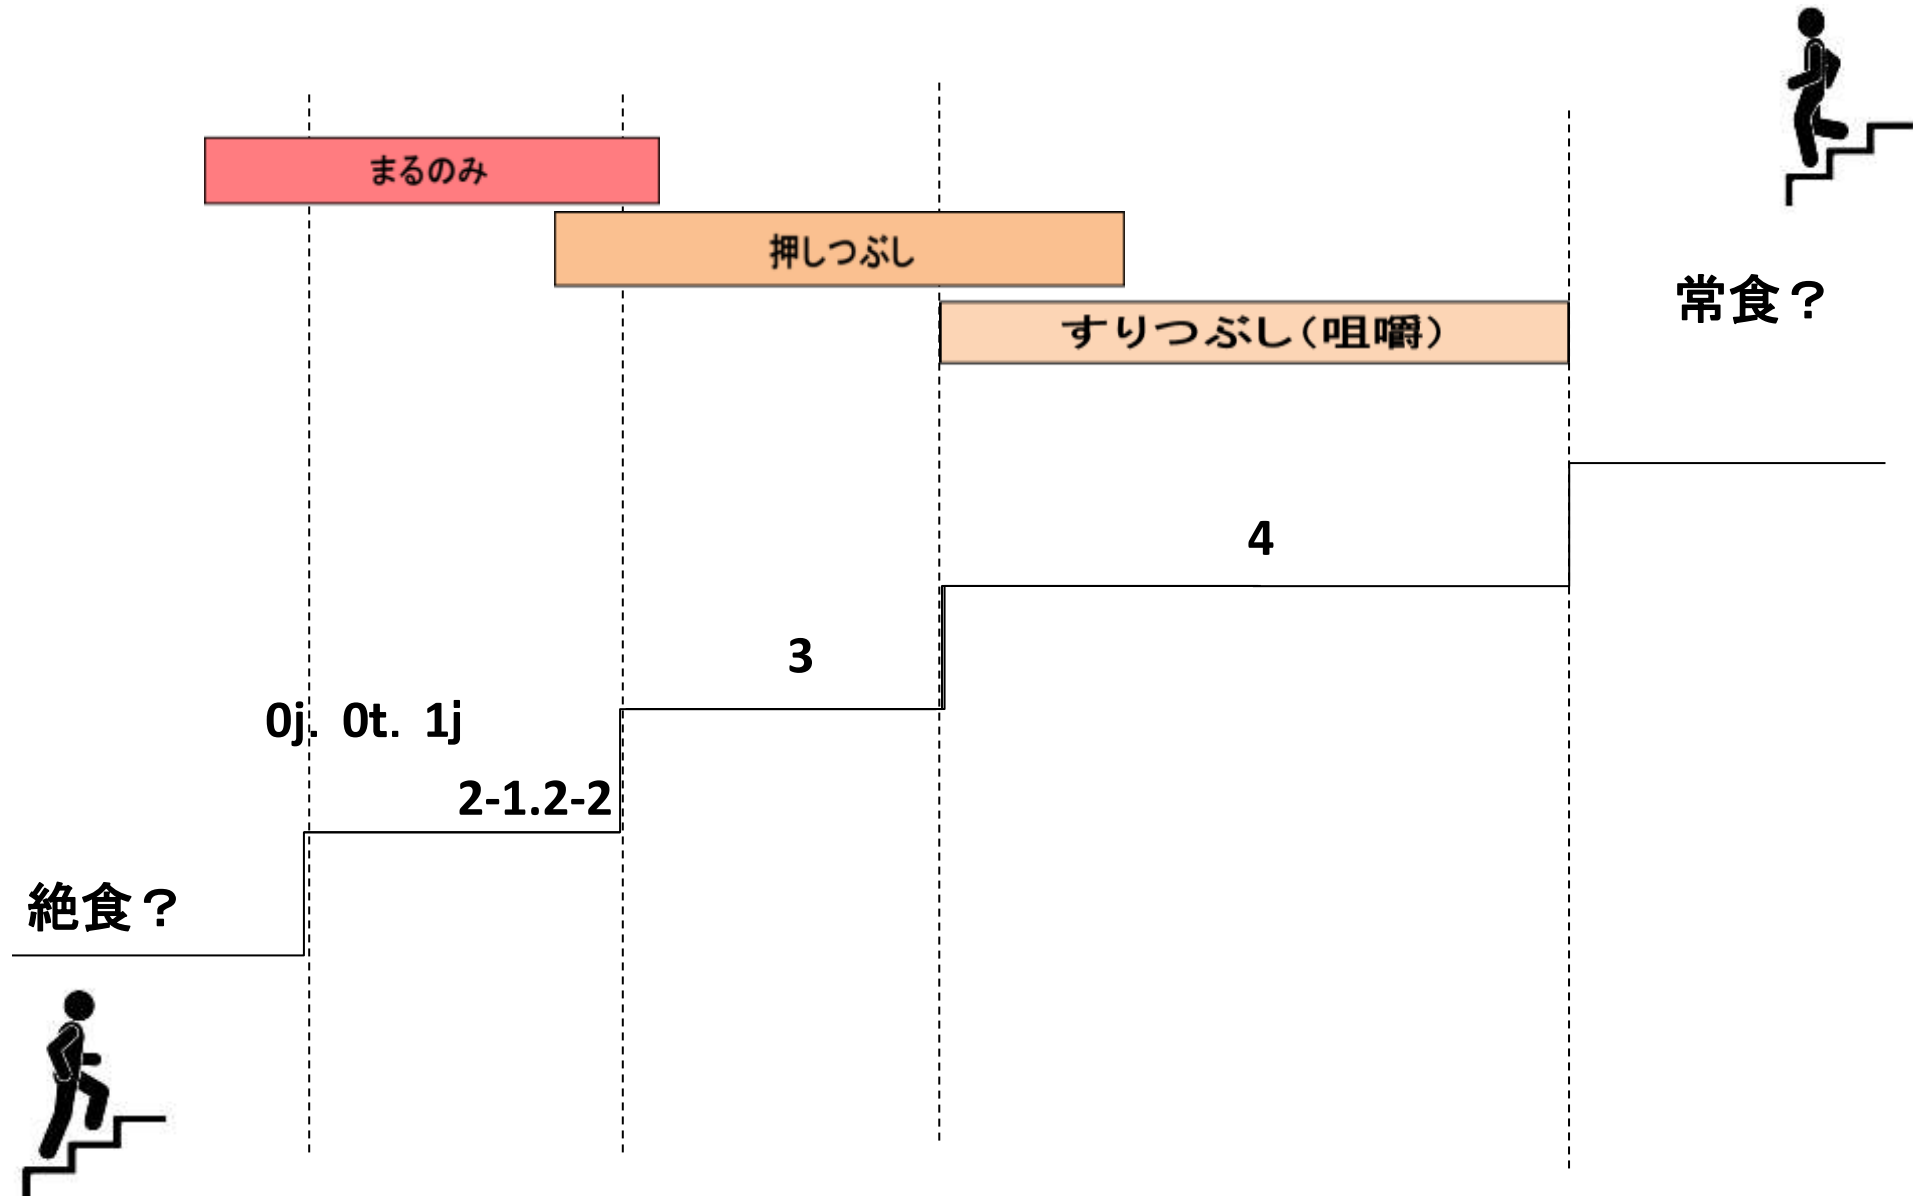 まるのみ
押しつぶし
常食？
すりつぶし（咀嚼）
4
3
0j. 0t. 1j
2-1.2-2
絶食？